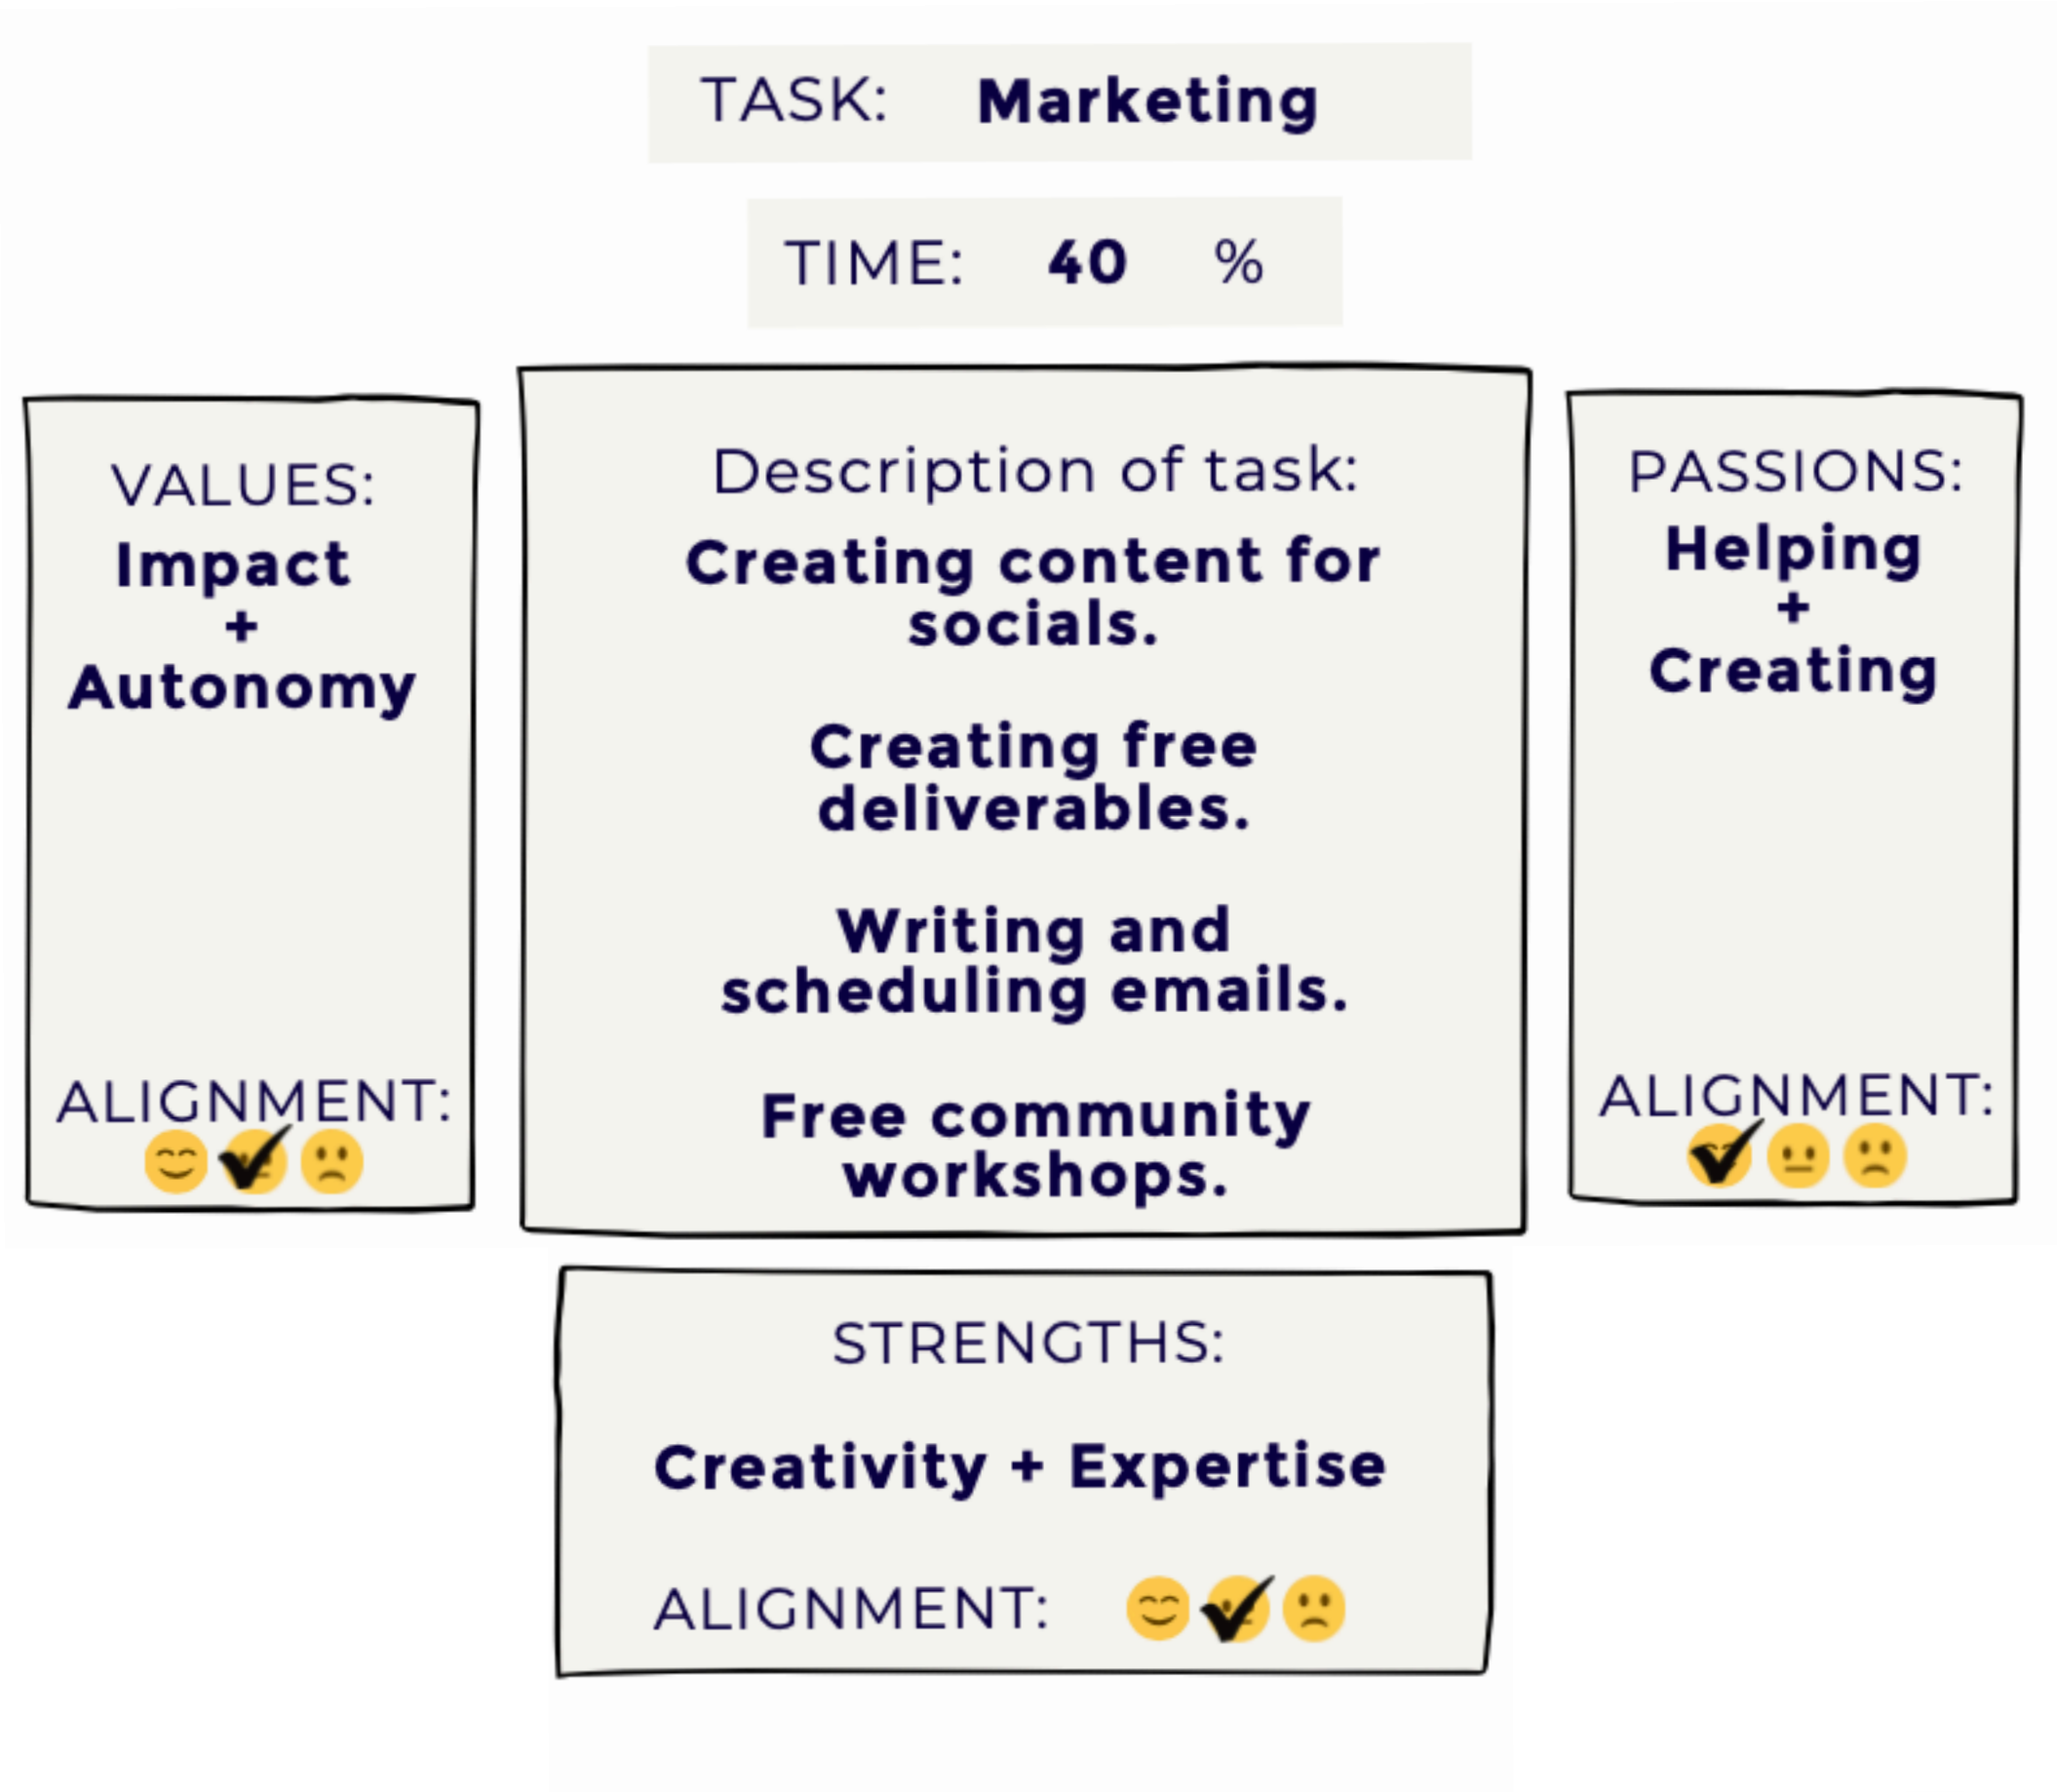 TASK: Marketing
TIME: 40 %
VALUES:
Impact
+
Autonomy
ALIGNMENT:
Description of task:
Creating content for
socials.
Creating free
deliverables.
Writing and
scheduling emails.
Free community
workshops.
PASSIONS:
Helping
+
Creating
ALIGNMENT:
STRENGTHS:
Creativity + Expertise
ALIGNMENT: